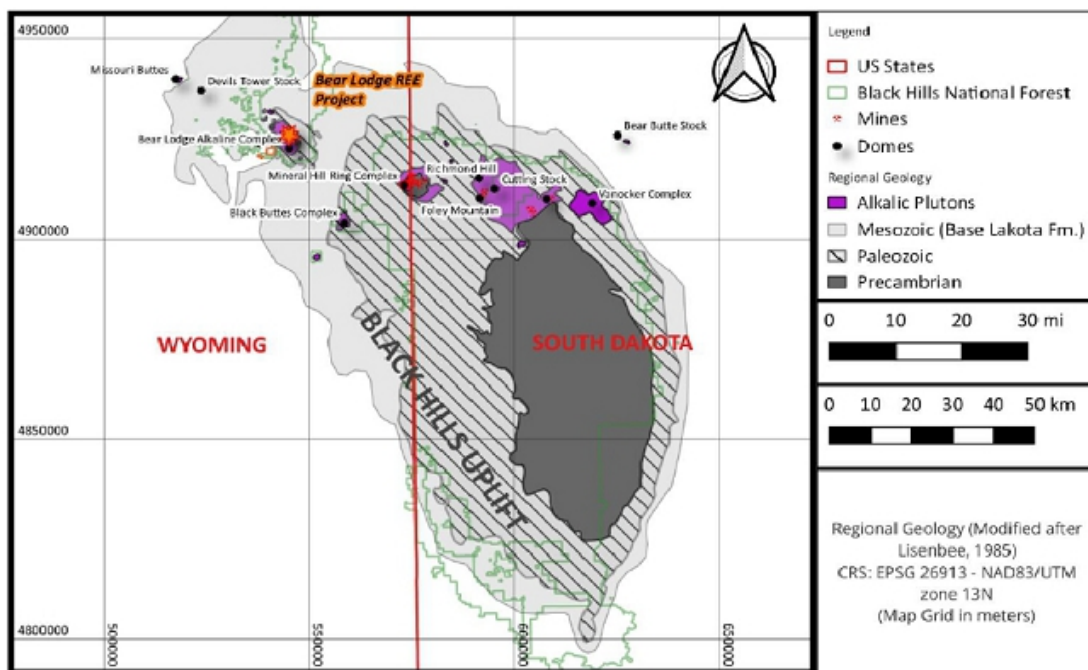 4950000
Missouri Buttes
Devils Tower Stock
Bear Lodge REE
Project
Bear Butte Stock
Bear Lodge Alkaline Complex
Mineral Hill Ring Complex
Richmond Hill
Cutting Stock
Vanocker Complex
Black Buttes Complex
Foley Mountain
4900000
WYOMING
SOUTH DAKOTA
BLACK HILLS UPLIFT
4850000
4800000
500000
550000
600000
650000
Legend
US States
Black Hills National Forest
Mines
Domes
Regional Geology
Alkalic Plutons
Mesozoic (Base Lakota Fm.)
Paleozoic
Precambrian
0 10 20 30 mi
0 10 20 30 40 50 km
Regional Geology (Modified after
Lisenbee, 1985)
CRS: EPSG 26913 - NAD83/UTM
zone 13N
(Map Grid in meters)